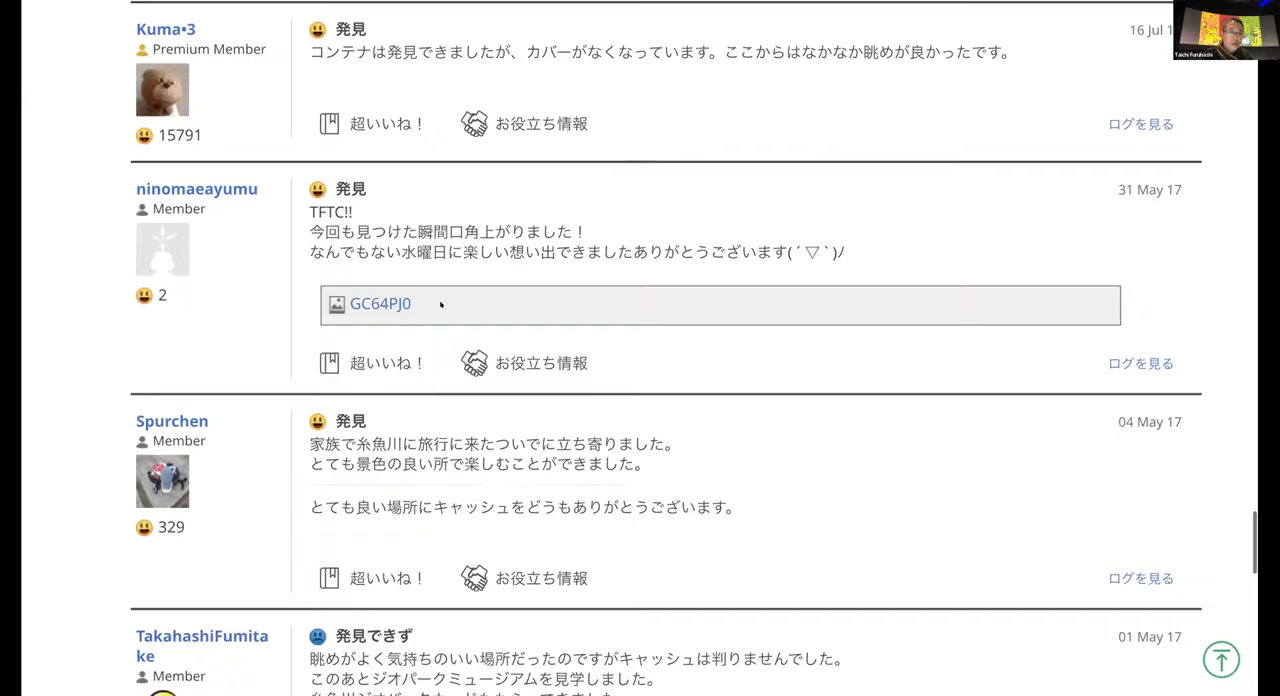 Kuma•3
Premium Member
15791
発見
16 Jul 1
コンテナは発見できましたが、カバーがなくなっています。ここからはなかなか眺めが良かったです。
超いいね！
お役立ち情報
ログを見る
Taichi Furuhashi
ninomaeayumu
Member
2
発見
31 May 17
TFTC!!
今回も見つけた瞬間口角上がりました！
なんでもない水曜日に楽しい想い出できましたありがとうございます(´▽`)ﾉ
GC64PJ0
超いいね！
お役立ち情報
ログを見る
Spurchen
Member
329
発見
04 May 17
家族で糸魚川に旅行に来たついでに立ち寄りました。
とても景色の良い所で楽しむことができました。
とても良い場所にキャッシュをどうもありがとうございます。
超いいね！
お役立ち情報
ログを見る
TakahashiFumita
ke
Member
発見できず
01 May 17
眺めがよく気持ちのいい場所だったのですがキャッシュは判りませんでした。
このあとジオパークミュージアムを見学しました。